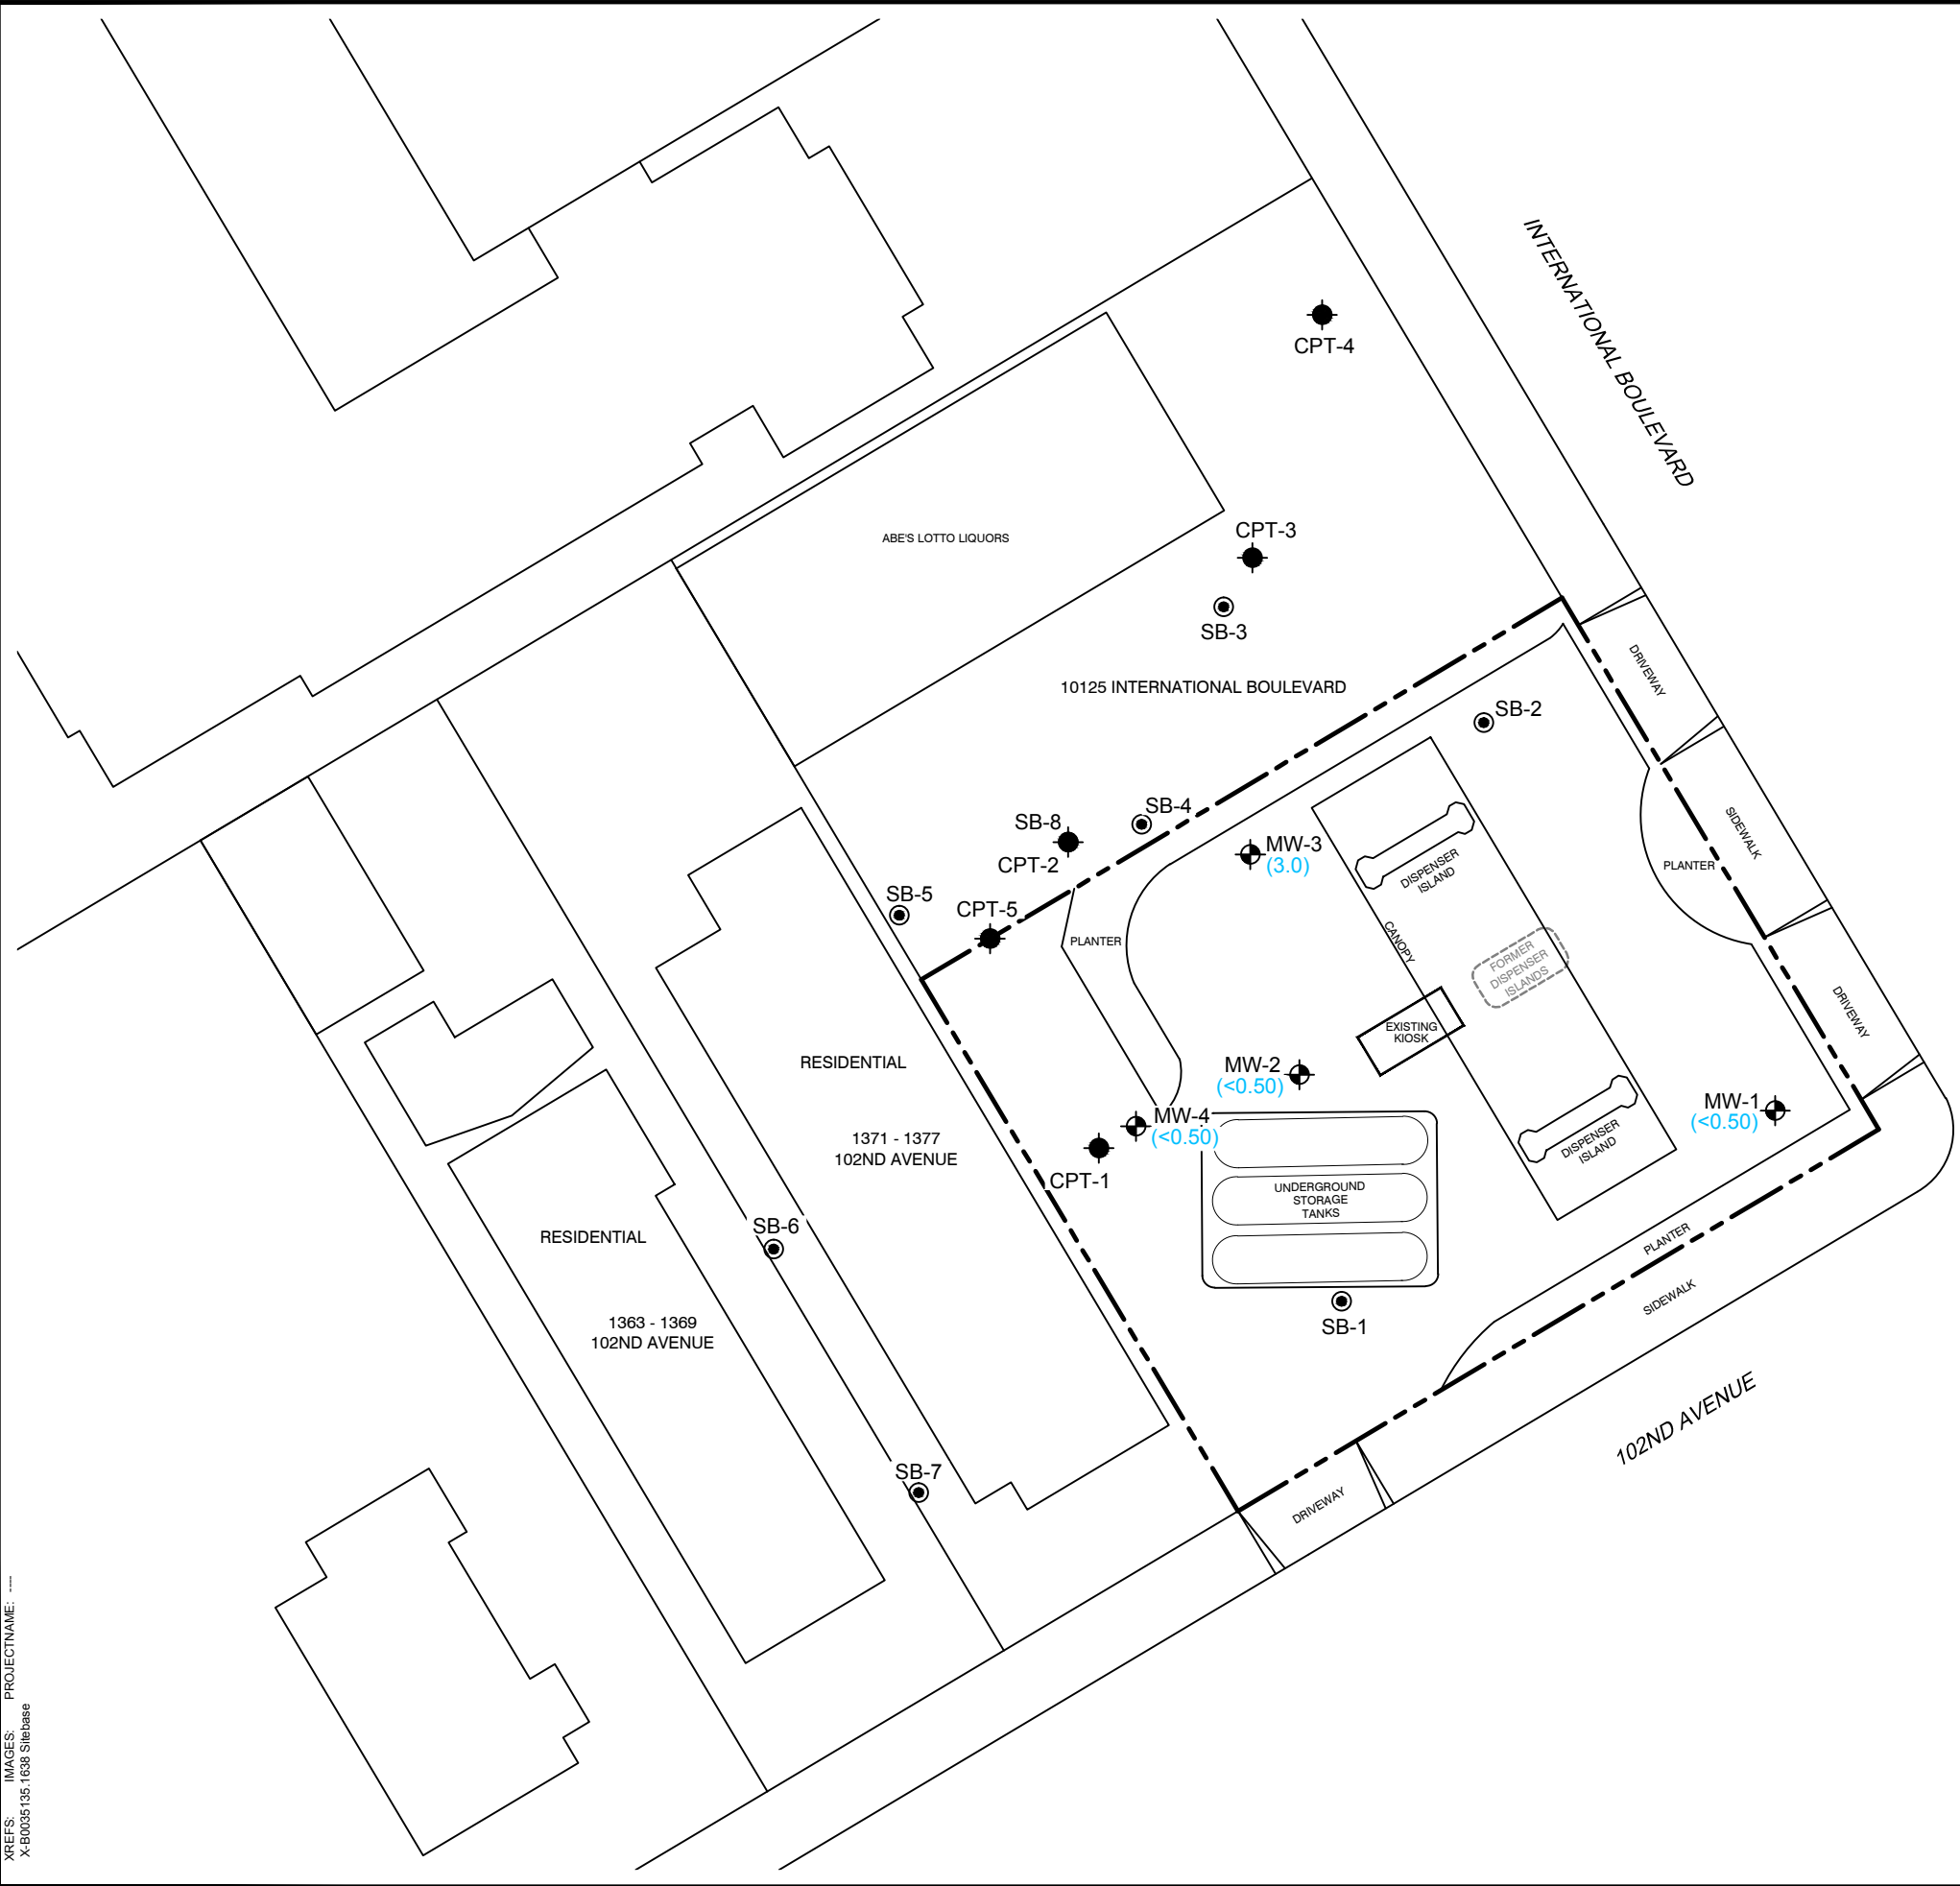 INTERNATIONAL BOULEVARD
CPT-4
CPT-3
ABE'S LOTTO LIQUORS
SB-3
10125 INTERNATIONAL BOULEVARD
DRIVEWAY
SB-2
SB-4
SB-8
CPT-2
MW-3
(3.0)
SIDEWALK
PLANTER
DISPENSER
ISLAND
SB-5
CPT-5
PLANTER
CANOPY
FORMER
DISPENSER
ISLANDS
DRIVEWAY
EXISTING
KIOSK
RESIDENTIAL
MW-2
(<0.50)
MW-1
(<0.50)
MW-4
(<0.50)
1371 - 1377
102ND AVENUE
DISPENSER
ISLAND
CPT-1
UNDERGROUND
STORAGE
TANKS
SB-6
RESIDENTIAL
PLANTER
SIDEWALK
1363 - 1369
102ND AVENUE
SB-1
102ND AVENUE
SB-7
DRIVEWAY
XREFS: IMAGES: PROJECTNAME: ----
X-B0035135.1638 Sitebase